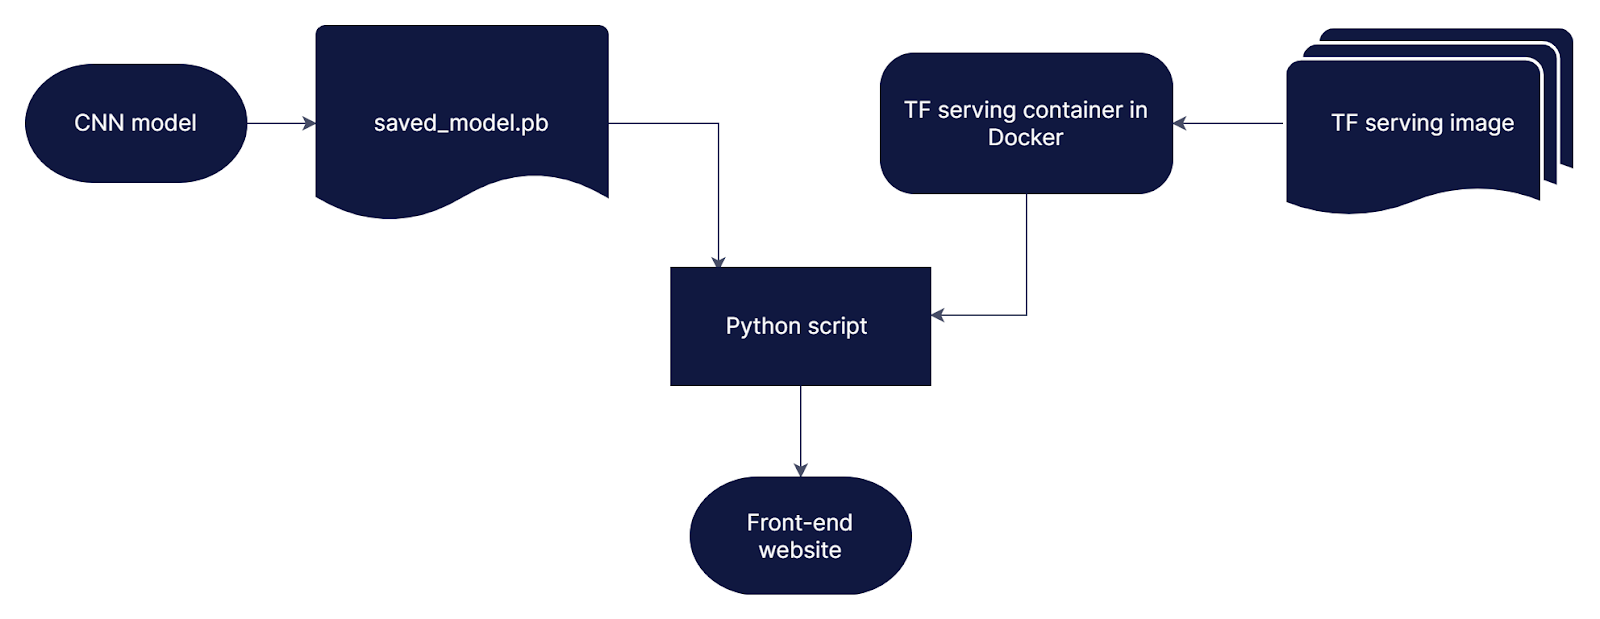 CNN model
saved_model.pb
TF serving container in
Docker
TF serving image
Python script
Front-end
website